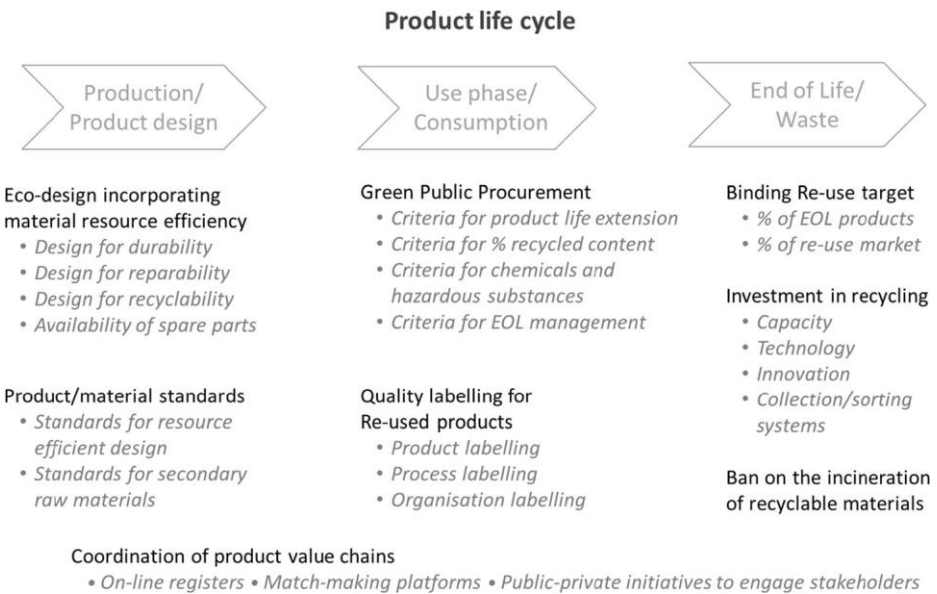 Product life cycle
Production/
Product design
Use phase/
Consumption
End of Life/
Waste
Eco-design incorporating
material resource efficiency
• Design for durability
• Design for reparability
• Design for recyclability
• Availability of spare parts
Product/material standards
• Standards for resource
efficient design
• Standards for secondary
raw materials
Green Public Procurement
• Criteria for product life extension
• Criteria for % recycled content
• Criteria for chemicals and
hazardous substances
• Criteria for EOL management
Quality labelling for
Re-used products
• Product labelling
• Process labelling
• Organisation labelling
Binding Re-use target
• % of EOL products
• % of re-use market
Investment in recycling
• Capacity
• Technology
• Innovation
• Collection/sorting
systems
Ban on the incineration
of recyclable materials
Coordination of product value chains
• On-line registers • Match-making platforms • Public-private initiatives to engage stakeholders